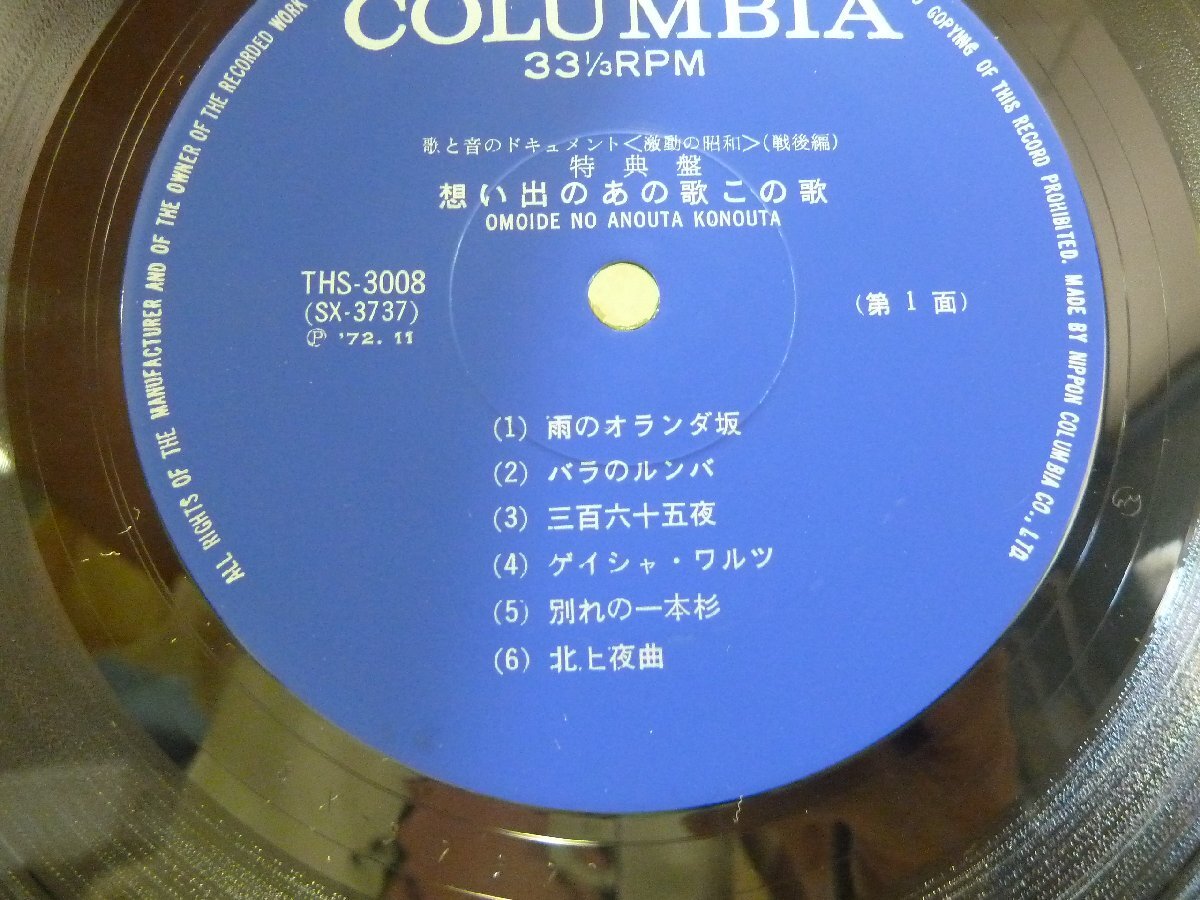 COLUMBIA
33⅓RPM
歌と音のドキュメント＜激動の昭和＞(戦後編)
特典盤
想い出のあの歌この歌
OMOIDE NO ANOUTA KONOUTA
THS-3008
(SX-3737)
Ⓟ '72.11
(第1面)
(1) 雨のオランダ坂
(2) バラのルンバ
(3) 三百六十五夜
(4) ゲイシャ・ワルツ
(5) 別れの一本杉
(6) 北上夜曲
ALL RIGHTS OF THE MANUFACTURER AND OF THE OWNER OF THE RECORDED WORK
COPYING OF THIS RECORD PROHIBITED. MADE BY NIPPON COLUMBIA CO., LTD.